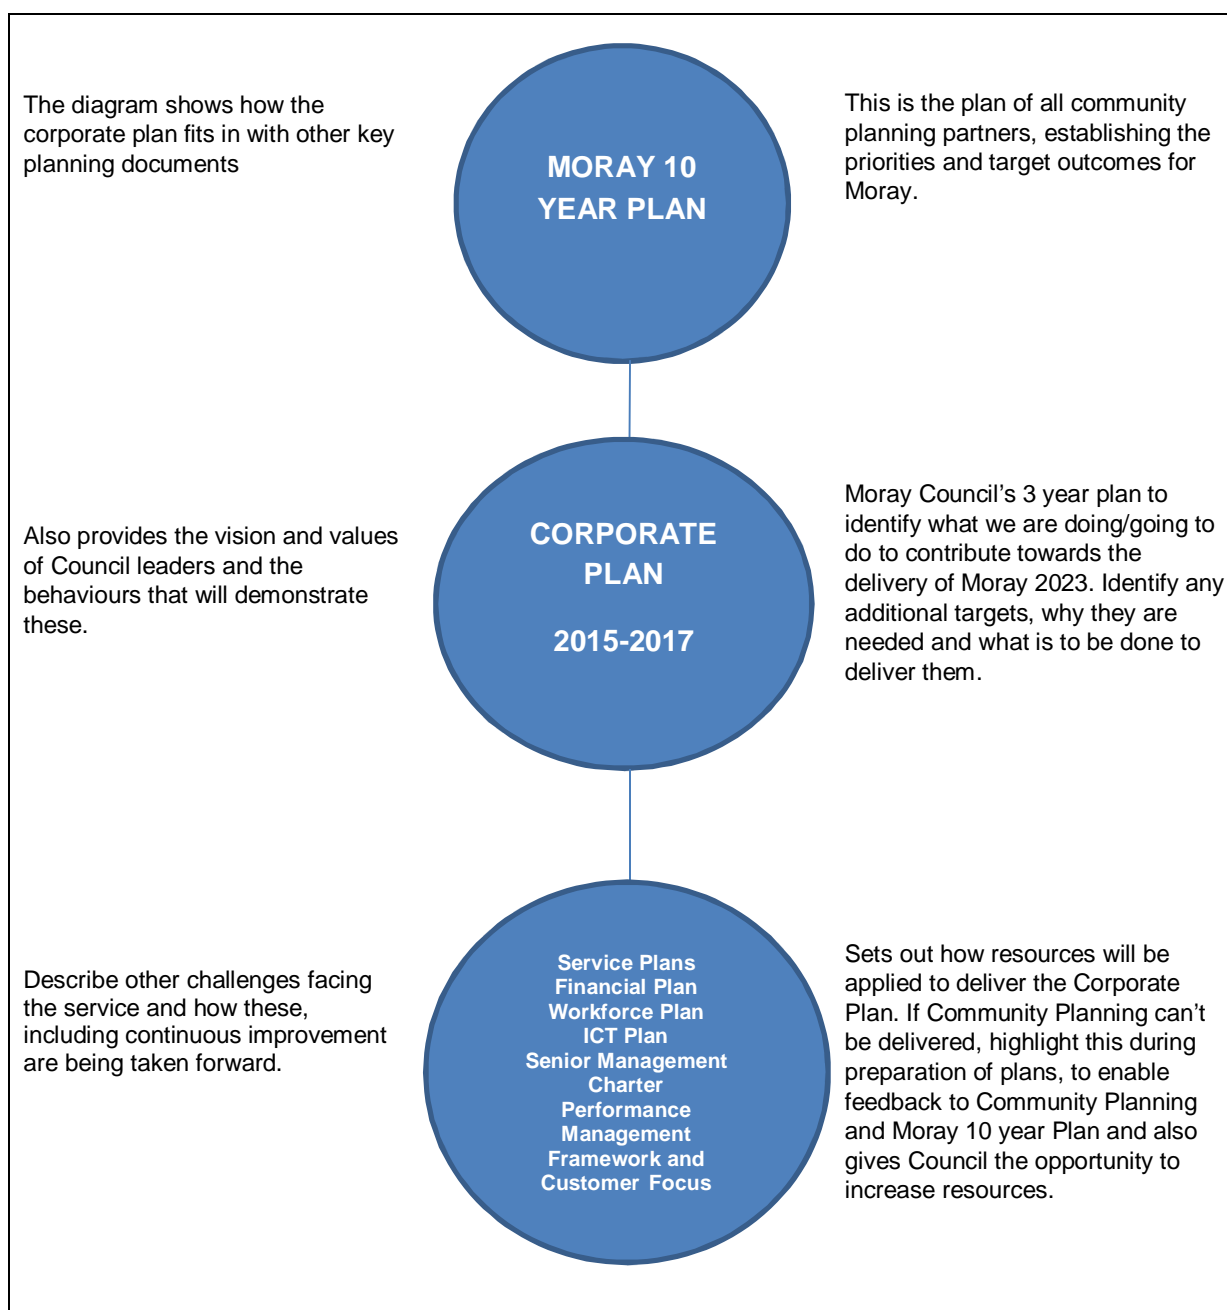 The diagram shows how the
corporate plan fits in with other key
planning documents
MORAY 10
YEAR PLAN
This is the plan of all community
planning partners, establishing the
priorities and target outcomes for
Moray.
Also provides the vision and values
of Council leaders and the
behaviours that will demonstrate
these.
CORPORATE
PLAN
2015-2017
Moray Council’s 3 year plan to
identify what we are doing/going to
do to contribute towards the
delivery of Moray 2023. Identify any
additional targets, why they are
needed and what is to be done to
deliver them.
Describe other challenges facing
the service and how these,
including continuous improvement
are being taken forward.
Service Plans
Financial Plan
Workforce Plan
ICT Plan
Senior Management
Charter
Performance
Management
Framework and
Customer Focus
Sets out how resources will be
applied to deliver the Corporate
Plan. If Community Planning can’t
be delivered, highlight this during
preparation of plans, to enable
feedback to Community Planning
and Moray 10 year Plan and also
gives Council the opportunity to
increase resources.